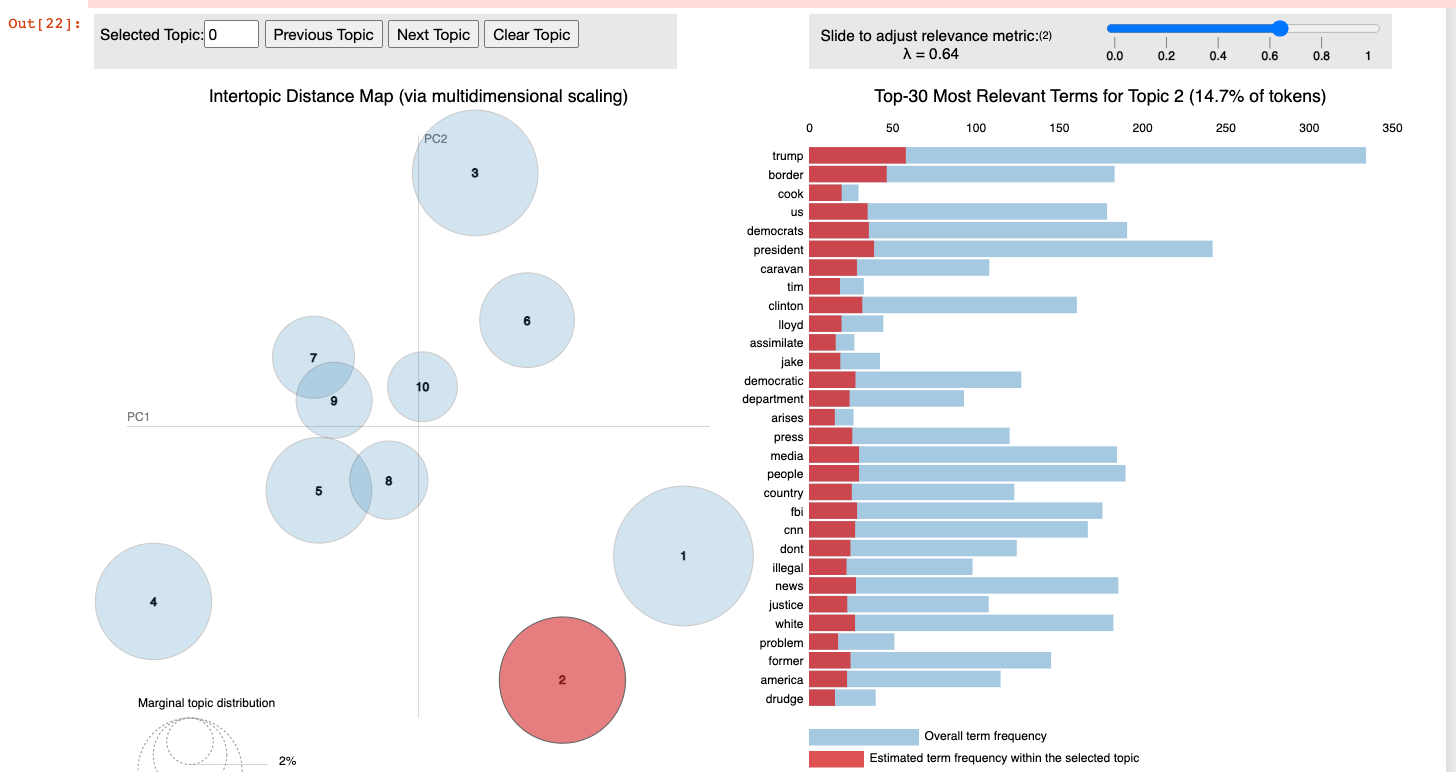 Out[22]:
Selected Topic: 0 Previous Topic Next Topic Clear Topic
Slide to adjust relevance metric:(2)
λ = 0.64
0.0 0.2 0.4 0.6 0.8 1
Intertopic Distance Map (via multidimensional scaling)
PC2
3
6
7
10
9
PC1
8
5
1
4
2
Marginal topic distribution
2%
Top-30 Most Relevant Terms for Topic 2 (14.7% of tokens)
0 50 100 150 200 250 300 350
trump
border
cook
us
democrats
president
caravan
tim
clinton
lloyd
assimilate
jake
democratic
department
arises
press
media
people
country
fbi
cnn
dont
illegal
news
justice
white
problem
former
america
drudge
Overall term frequency
Estimated term frequency within the selected topic